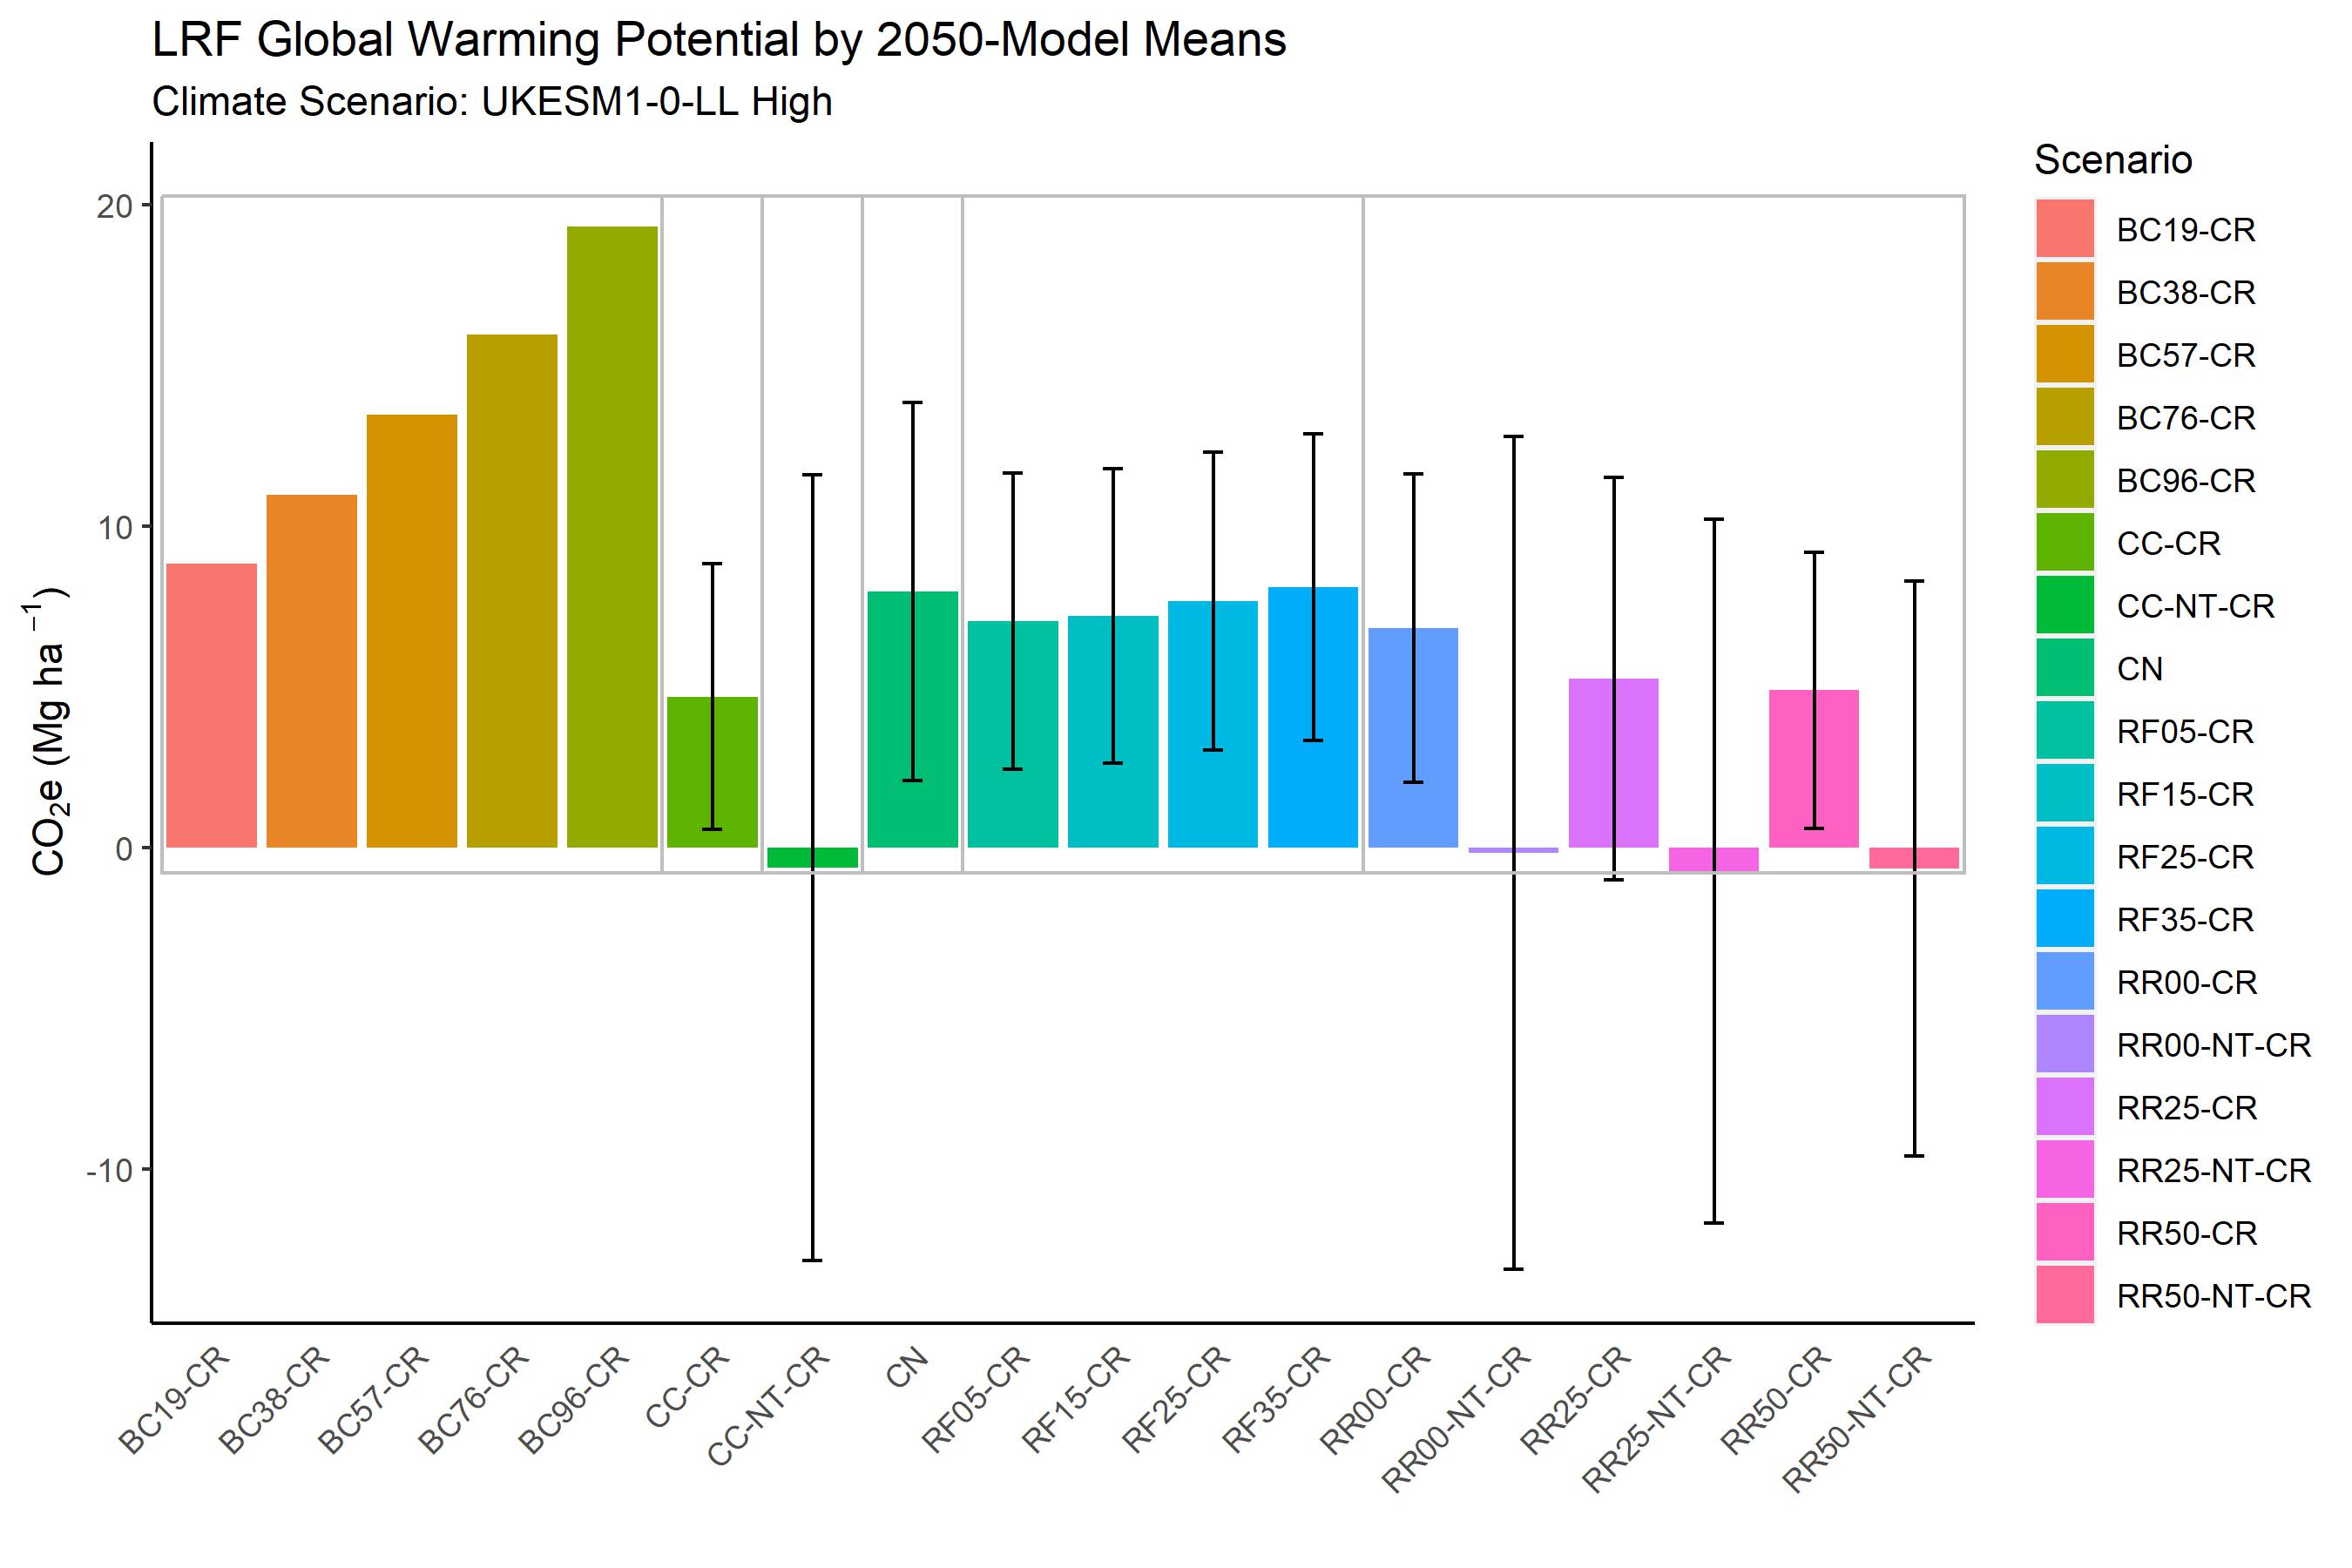 LRF Global Warming Potential by 2050-Model Means
Climate Scenario: UKESM1-0-LL High
CO₂e (Mg ha ⁻¹)
20
10
0
-10
BC19-CR
BC38-CR
BC57-CR
BC76-CR
BC96-CR
CC-CR
CC-NT-CR
CN
RF05-CR
RF15-CR
RF25-CR
RF35-CR
RR00-CR
RR00-NT-CR
RR25-CR
RR25-NT-CR
RR50-CR
RR50-NT-CR
Scenario
BC19-CR
BC38-CR
BC57-CR
BC76-CR
BC96-CR
CC-CR
CC-NT-CR
CN
RF05-CR
RF15-CR
RF25-CR
RF35-CR
RR00-CR
RR00-NT-CR
RR25-CR
RR25-NT-CR
RR50-CR
RR50-NT-CR